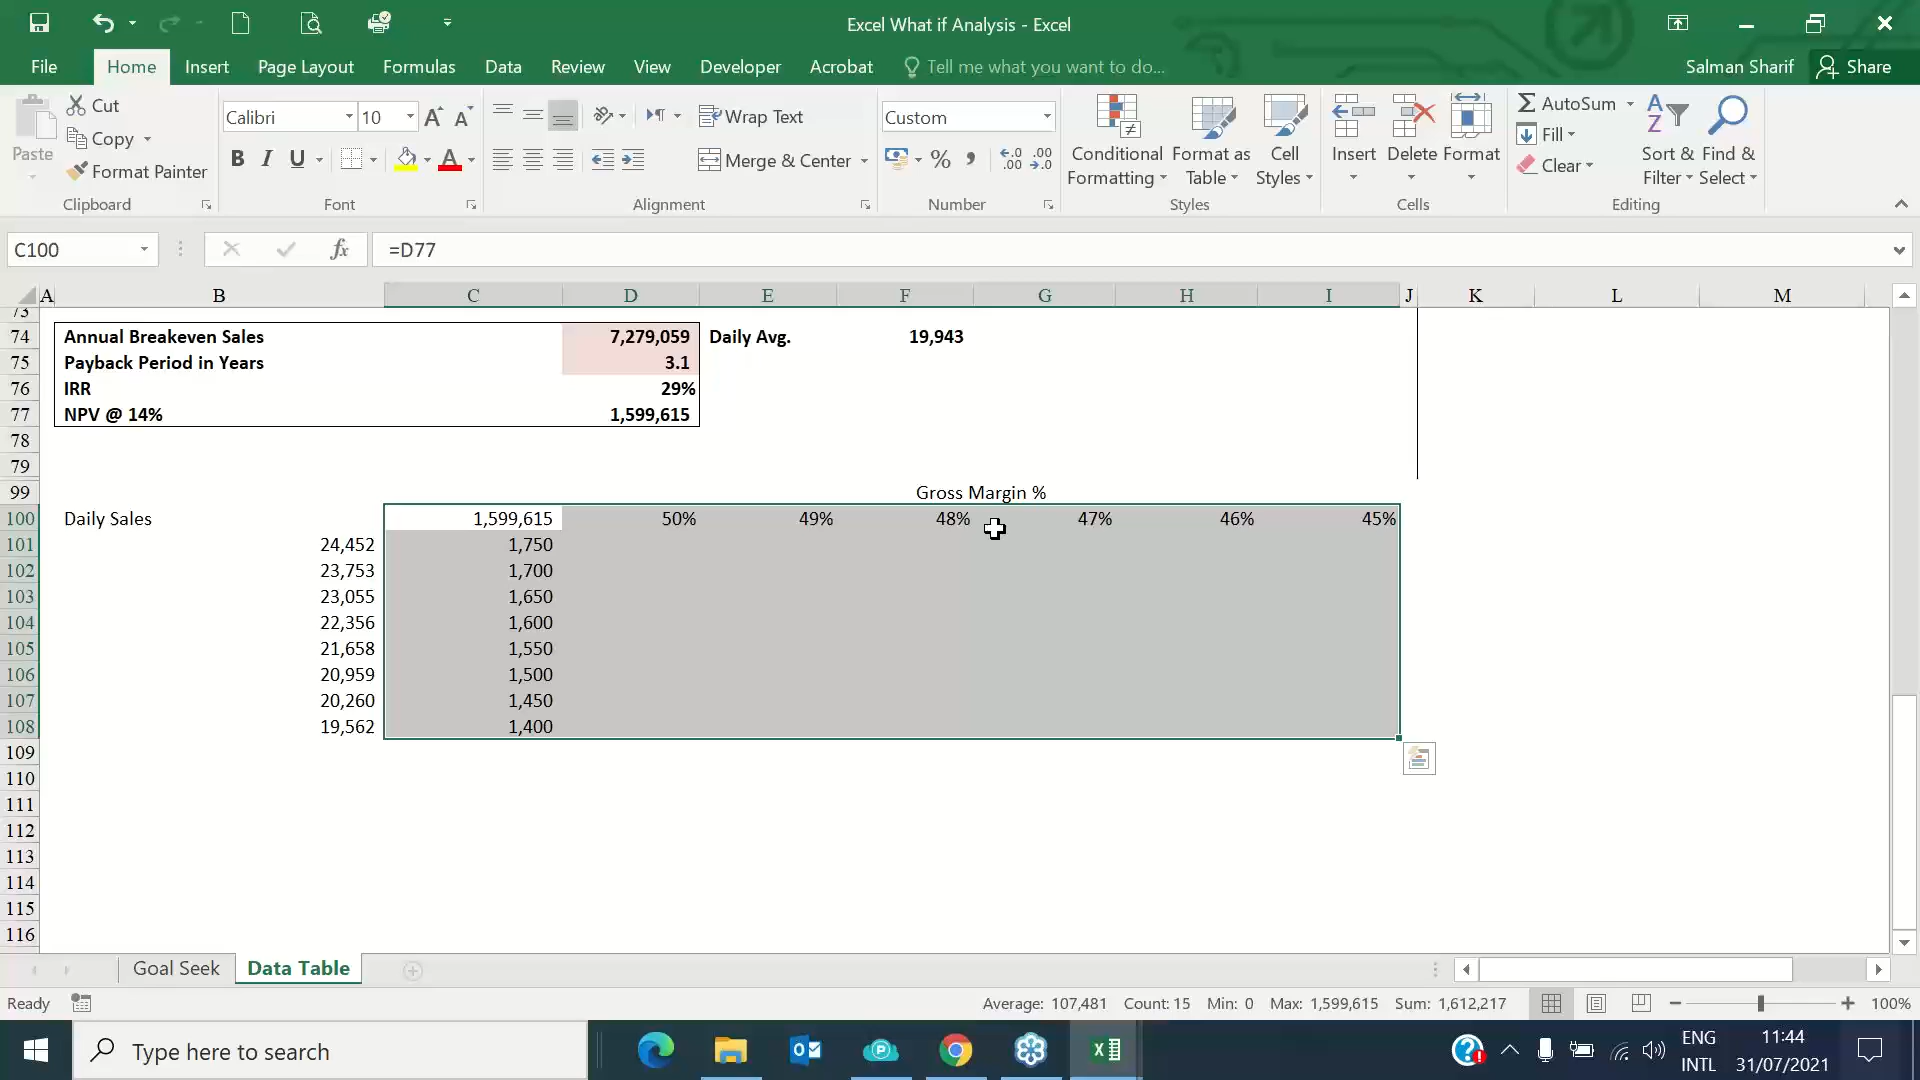 Excel What if Analysis - Excel
File Home Insert Page Layout Formulas Data Review View Developer Acrobat Tell me what you want to do... Salman Sharif Share
Paste Cut Copy Format Painter
Clipboard
Calibri 10
B I U A
Font
Wrap Text
Merge & Center
Alignment
Custom
% , .0 .00 .00 .0
Number
Conditional Formatting Format as Table Cell Styles
Styles
Insert Delete Format
Cells
AutoSum
Fill
Clear
Sort & Filter Find & Select
Editing
C100 fx =D77
A B C D E F G H I J K L M
73
74 Annual Breakeven Sales 7,279,059 Daily Avg. 19,943
75 Payback Period in Years 3.1
76 IRR 29%
77 NPV @ 14% 1,599,615
78
79
99 Gross Margin %
100 Daily Sales 1,599,615 50% 49% 48% 47% 46% 45%
101 24,452 1,750
102 23,753 1,700
103 23,055 1,650
104 22,356 1,600
105 21,658 1,550
106 20,959 1,500
107 20,260 1,450
108 19,562 1,400
109
110
111
112
113
114
115
116
Goal Seek Data Table
Ready Average: 107,481 Count: 15 Min: 0 Max: 1,599,615 Sum: 1,612,217 100%
Type here to search
ENG 11:44
INTL 31/07/2021